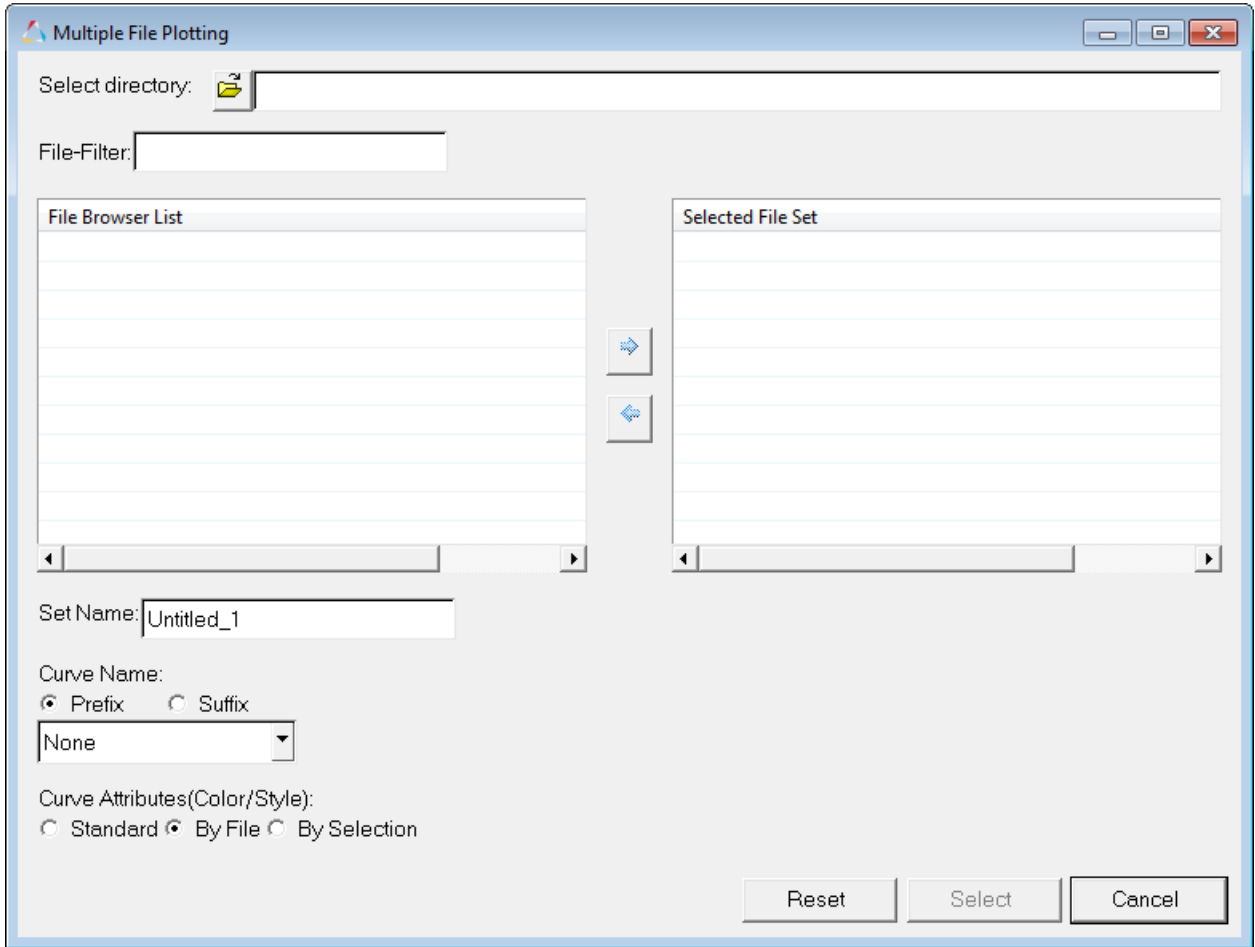 Multiple File Plotting
Select directory:
File-Filter:
File Browser List
Selected File Set
Set Name: Untitled_1
Curve Name:
Prefix Suffix
None
Curve Attributes(Color/Style):
Standard By File By Selection
Reset Select Cancel